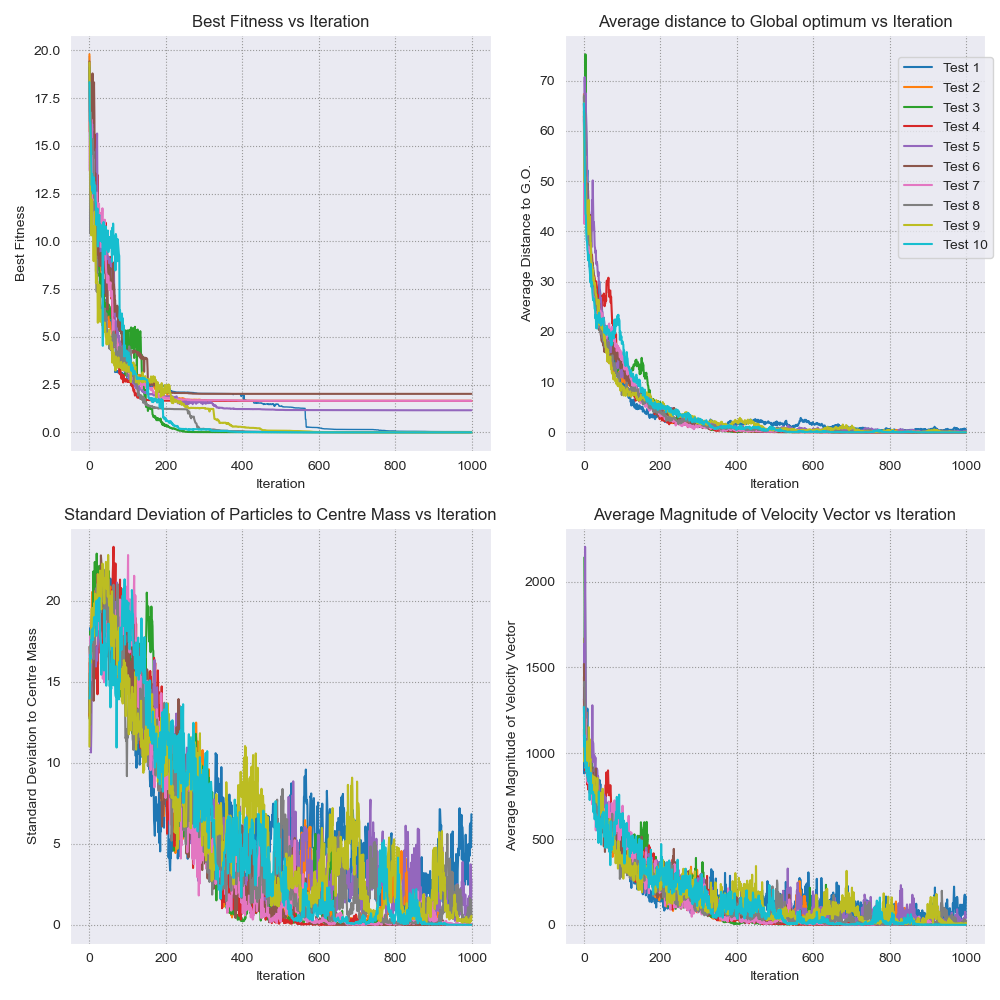 Best Fitness vs Iteration
20.0
17.5
15.0
12.5
10.0
7.5
5.0
2.5
0.0
Best Fitness
0 200 400 600 800 1000
Iteration
Average distance to Global optimum vs Iteration
70
60
50
40
30
20
10
0
Average Distance to G.O.
0 200 400 600 800 1000
Iteration
Test 1
Test 2
Test 3
Test 4
Test 5
Test 6
Test 7
Test 8
Test 9
Test 10
Standard Deviation of Particles to Centre Mass vs Iteration
20
15
10
5
0
Standard Deviation to Centre Mass
0 200 400 600 800 1000
Iteration
Average Magnitude of Velocity Vector vs Iteration
2000
1500
1000
500
0
Average Magnitude of Velocity Vector
0 200 400 600 800 1000
Iteration